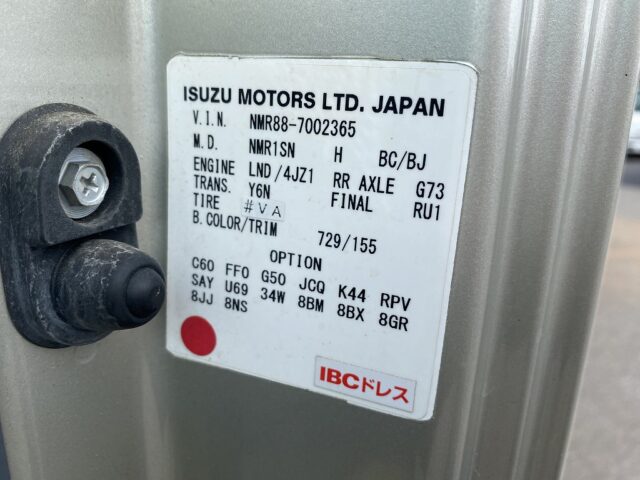 ISUZU MOTORS LTD. JAPAN
V.I.N. NMR88-7002365
M.D. NMR1SN H BC/BJ
ENGINE LND/4JZ1 RR AXLE G73
TRANS. Y6N FINAL RU1
TIRE #VA
B.COLOR/TRIM 729/155
OPTION
C60 FF0 G50 JCQ K44 RPV
SAY U69 34W 8BM 8BX 8GR
8JJ 8NS
IBCドレス